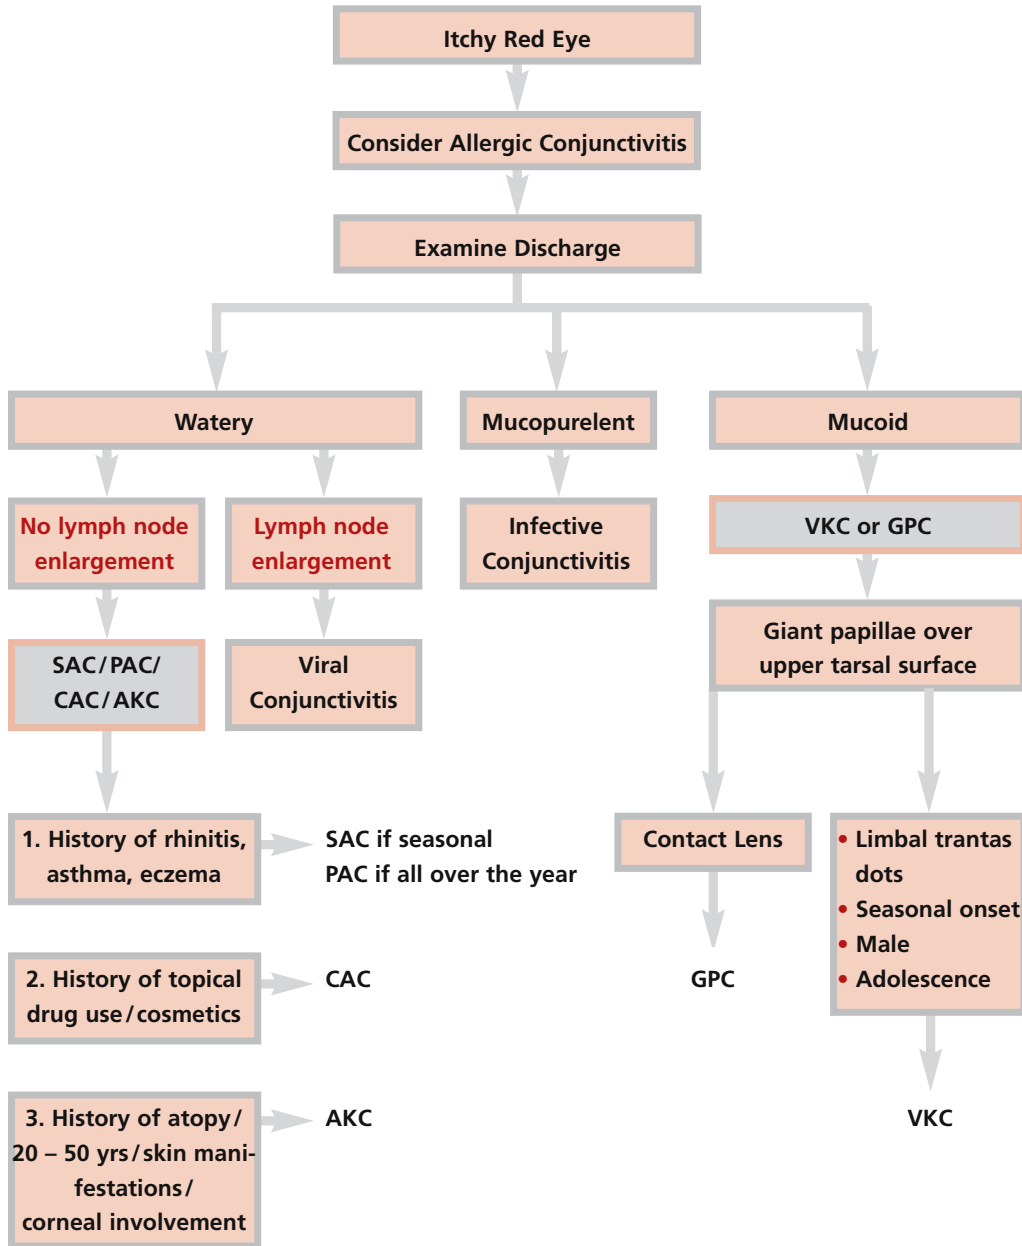 Itchy Red Eye
Consider Allergic Conjunctivitis
Examine Discharge
Watery
Mucopurelent
Mucoid
No lymph node
enlargement
Lymph node
enlargement
Infective
Conjunctivitis
VKC or GPC
SAC/PAC/
CAC/AKC
Viral
Conjunctivitis
Giant papillae over
upper tarsal surface
1. History of rhinitis,
asthma, eczema
SAC if seasonal
PAC if all over the year
Contact Lens
• Limbal trantas
dots
• Seasonal onset
• Male
• Adolescence
2. History of topical
drug use/cosmetics
CAC
GPC
3. History of atopy/
20 – 50 yrs/skin mani-
festations/
corneal involvement
AKC
VKC